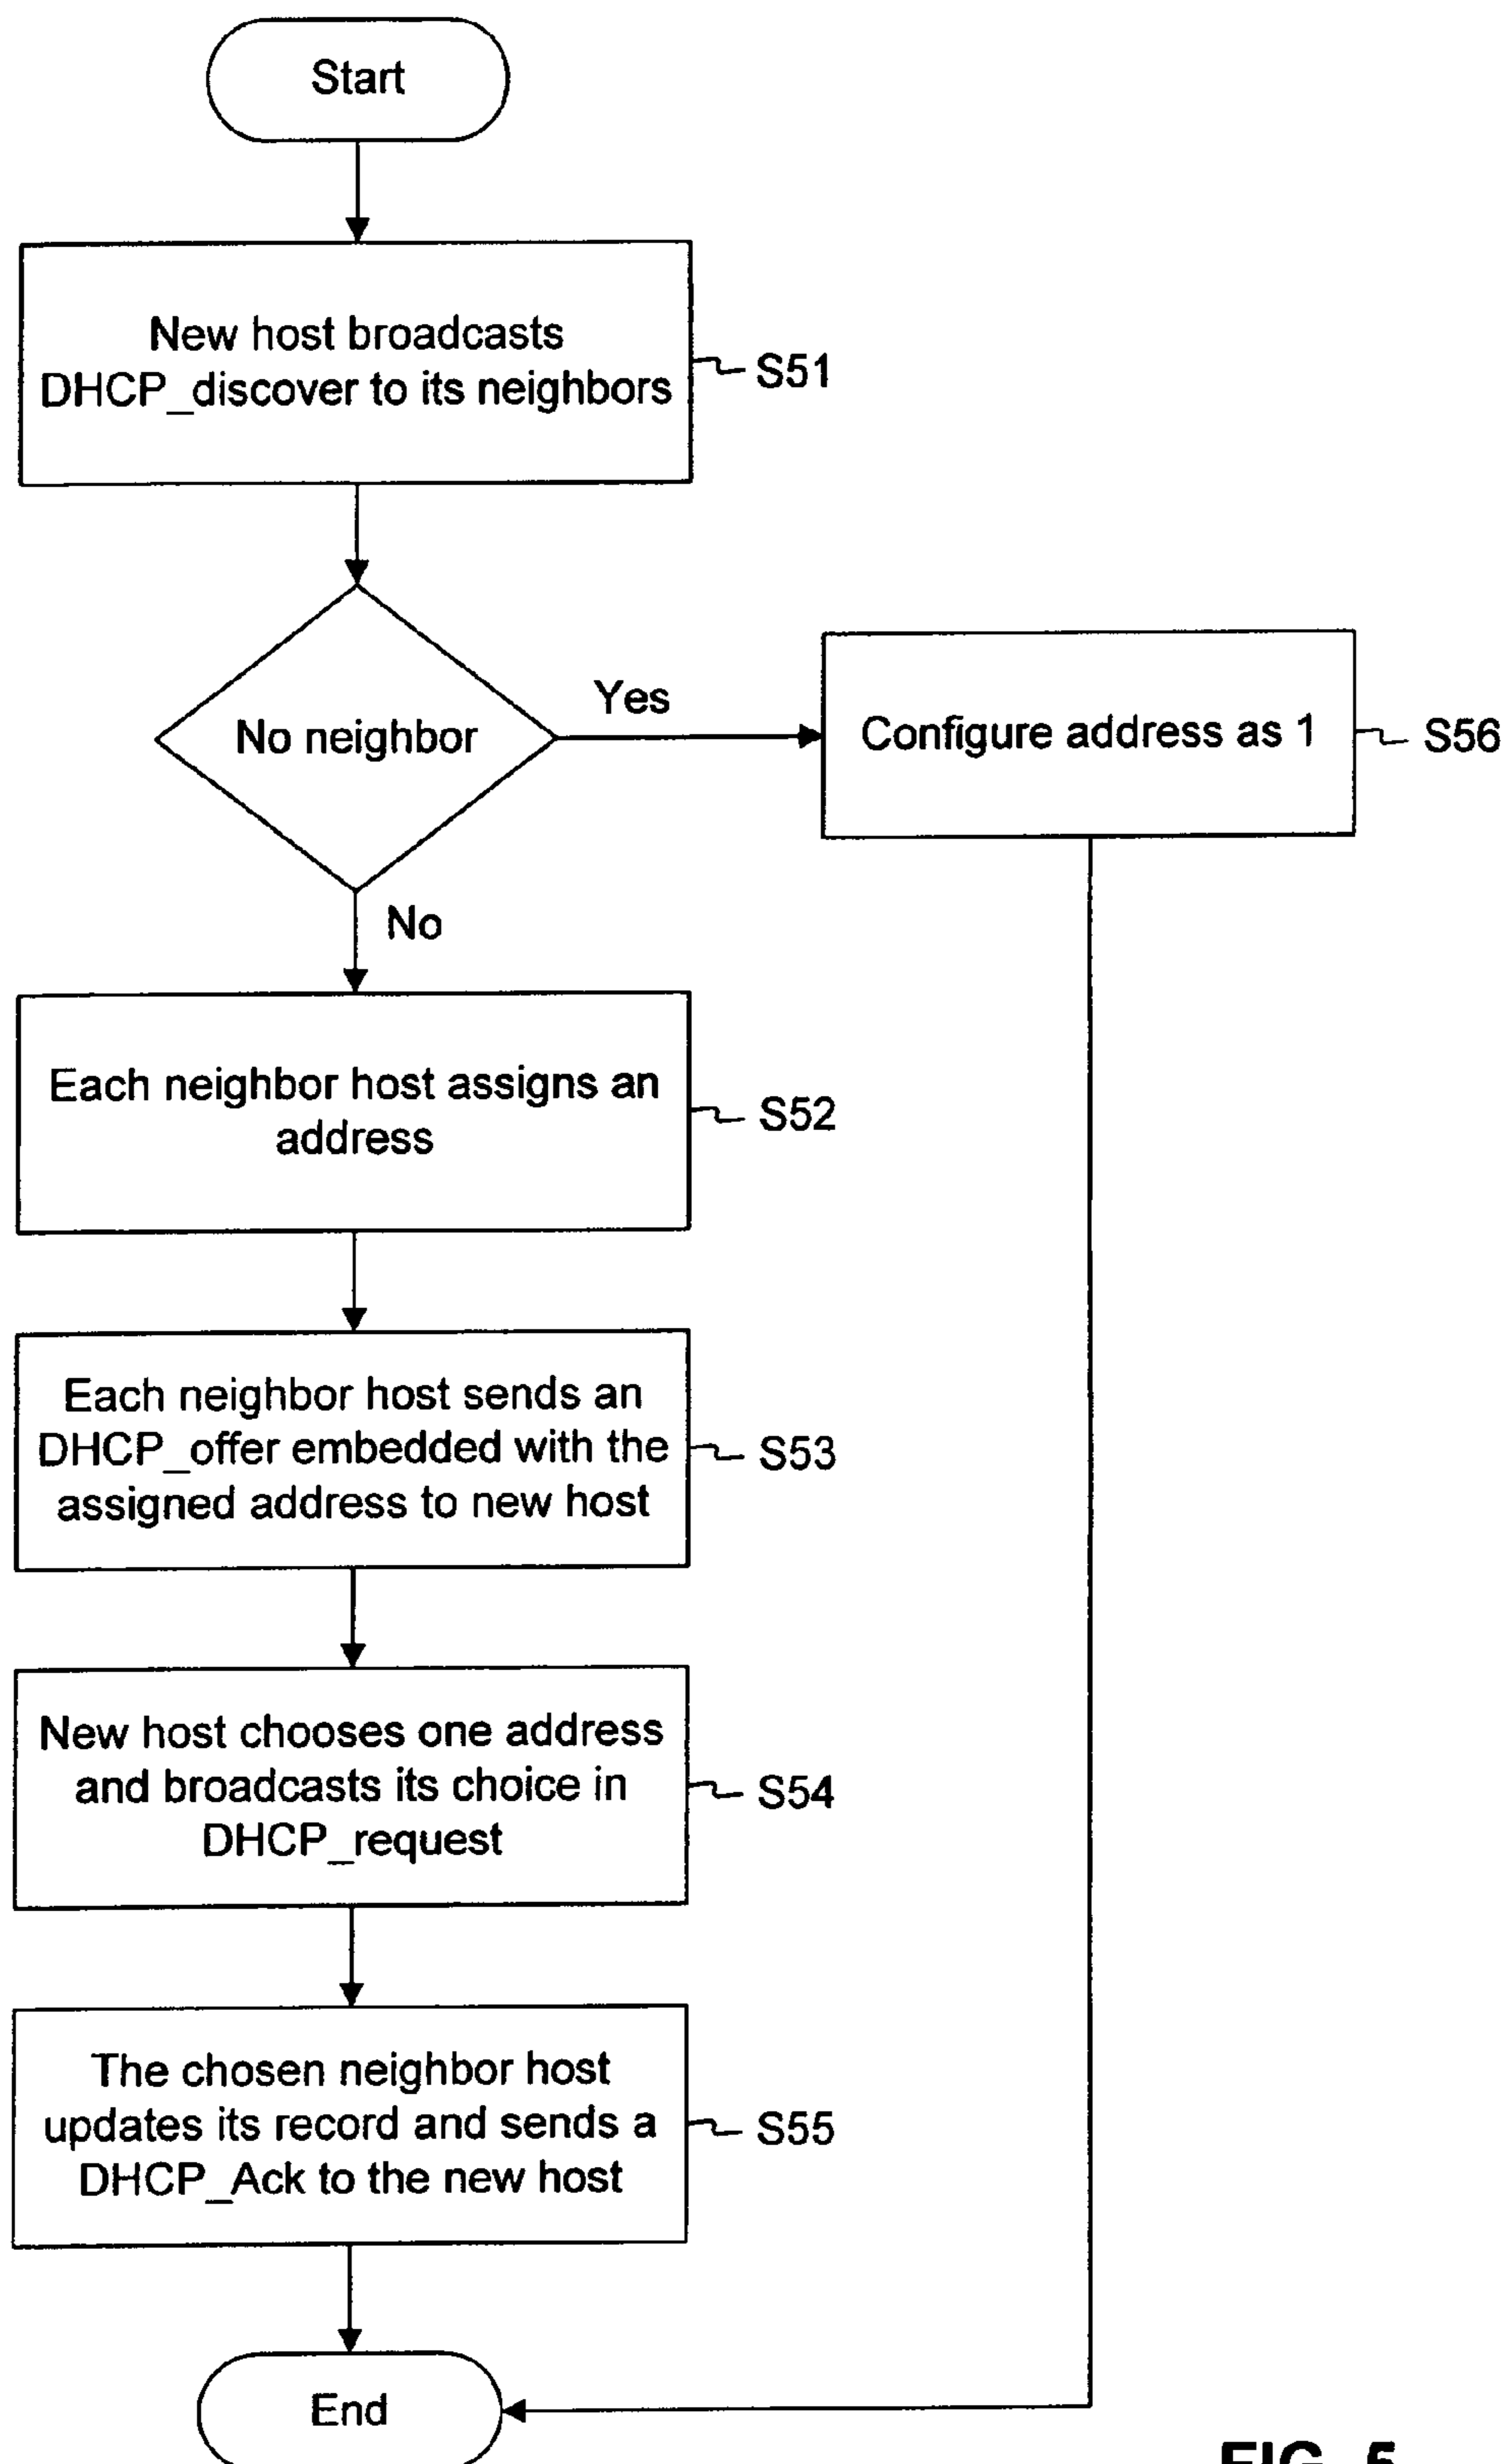 Start
New host broadcasts
DHCP_discover to its neighbors
S51
No neighbor
Yes
Configure address as 1
S56
No
Each neighbor host assigns an
address
S52
Each neighbor host sends an
DHCP_offer embedded with the
assigned address to new host
S53
New host chooses one address
and broadcasts its choice in
DHCP_request
S54
The chosen neighbor host
updates its record and sends a
DHCP_Ack to the new host
S55
End
FIG. 5